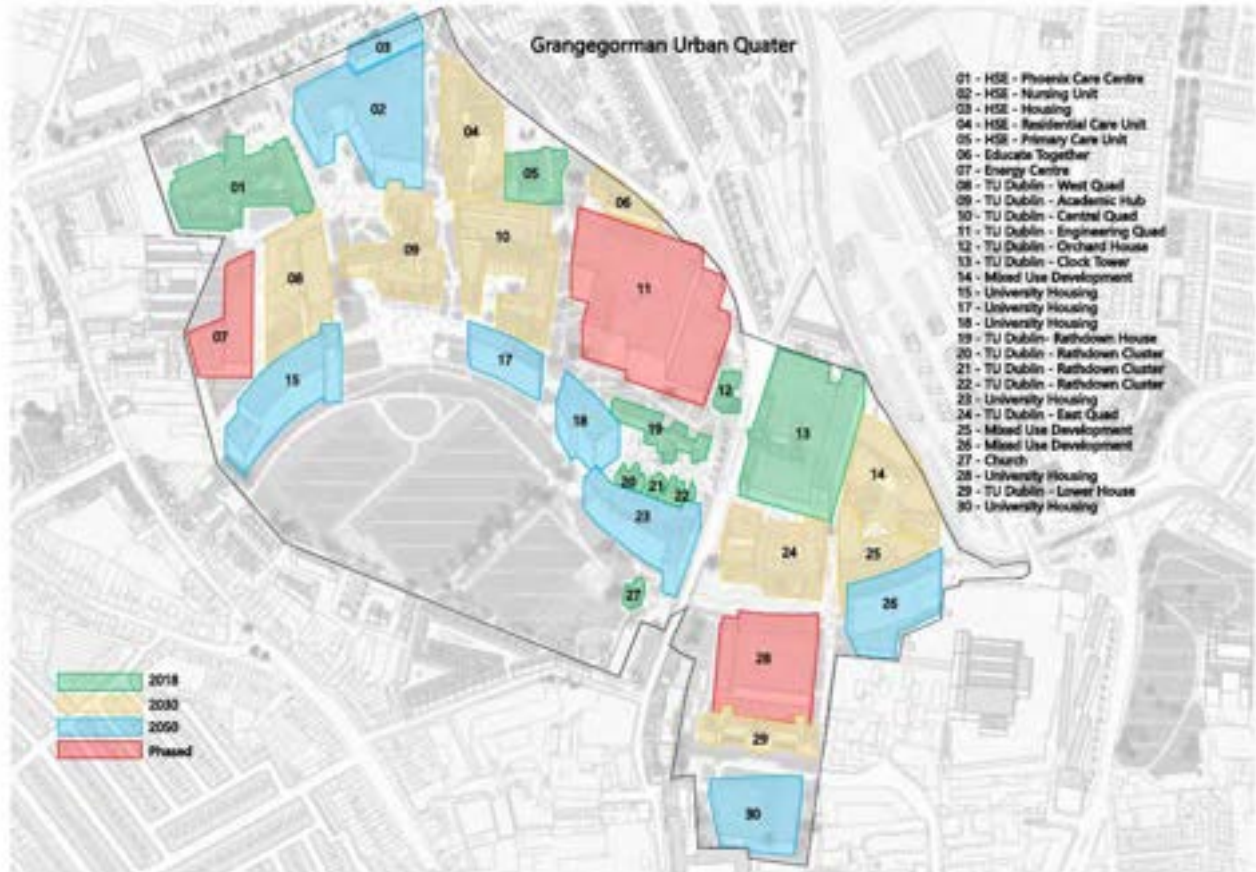 Grangegorman Urban Quater
01 - HSE - Phoenix Care Centre
02 - HSE - Nursing Unit
03 - HSE - Housing
04 - HSE - Residential Care Unit
05 - HSE - Primary Care Unit
06 - Educate Together
07 - Energy Centre
08 - TU Dublin - West Quad
09 - TU Dublin - Academic Hub
10 - TU Dublin - Central Quad
11 - TU Dublin - Engineering Quad
12 - TU Dublin - Orchard House
13 - TU Dublin - Clock Tower
14 - Mixed Use Development
15 - University Housing
17 - University Housing
18 - University Housing
19 - TU Dublin- Rathdown House
20 - TU Dublin - Rathdown Cluster
21 - TU Dublin - Rathdown Cluster
22 - TU Dublin - Rathdown Cluster
23 - University Housing
24 - TU Dublin - East Quad
25 - Mixed Use Development
26 - Mixed Use Development
27 - Church
28 - University Housing
29 - TU Dublin - Lower House
30 - University Housing
03
02
04
05
01
06
10
09
08
11
07
17
15
12
18
19
13
14
20
21
22
23
24
25
27
26
28
29
30
2018
2030
2050
Phased